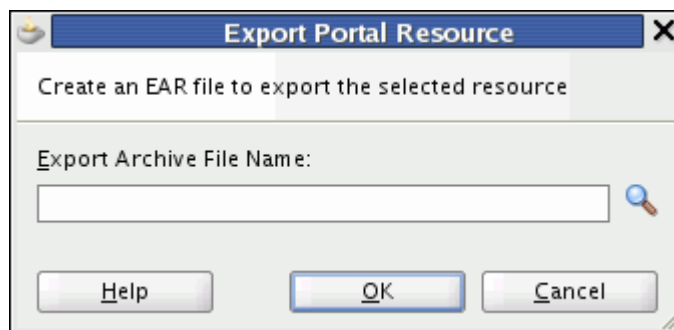 Export Portal Resource
Create an EAR file to export the selected resource
Export Archive File Name:
Help
OK
Cancel